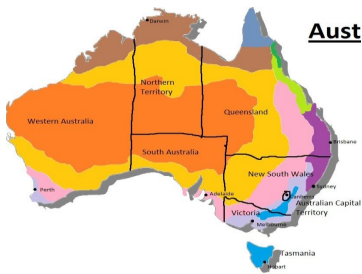 Aust
Darwin
Northern
Territory
Western Australia
Queensland
South Australia
Brisbane
New South Wales
Perth
Adelaide
Sydney
Canberra
Australian Capital
Territory
Victoria
Melbourne
Tasmania
Hobart